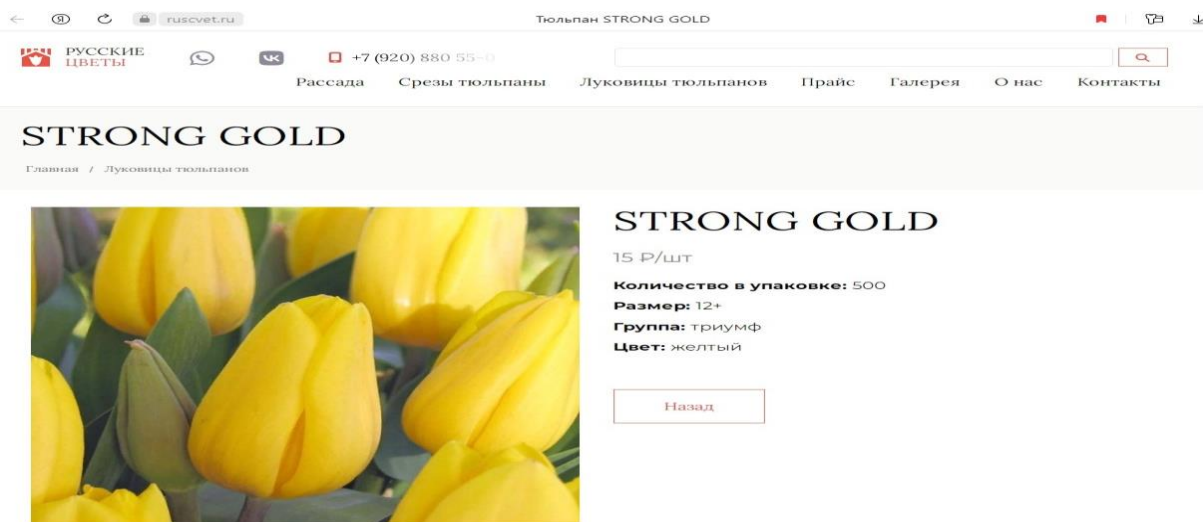 Я ruscvet.ru Тюльпан STRONG GOLD
РУССКИЕ
ЦВЕТЫ
+7 (920) 880 55-0
Рассада Срезы тюльпаны Луковицы тюльпанов Прайс Галерея О нас Контакты
STRONG GOLD
Главная / Луковицы тюльпанов
STRONG GOLD
15 ₽/шт
Количество в упаковке: 500
Размер: 12+
Группа: триумф
Цвет: желтый
Назад